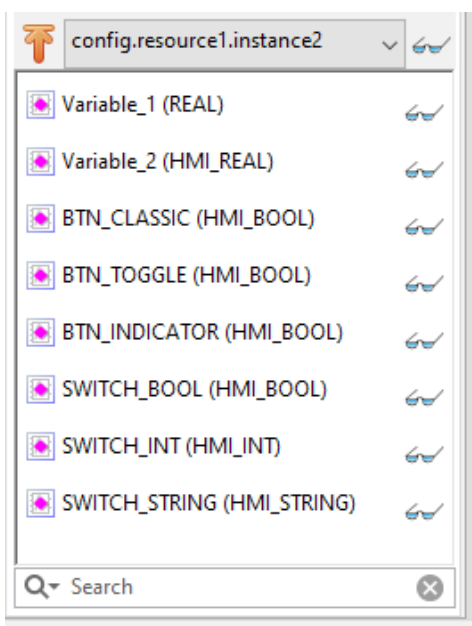 config.resource1.instance2
Variable_1 (REAL)
Variable_2 (HMI_REAL)
BTN_CLASSIC (HMI_BOOL)
BTN_TOGGLE (HMI_BOOL)
BTN_INDICATOR (HMI_BOOL)
SWITCH_BOOL (HMI_BOOL)
SWITCH_INT (HMI_INT)
SWITCH_STRING (HMI_STRING)
Search